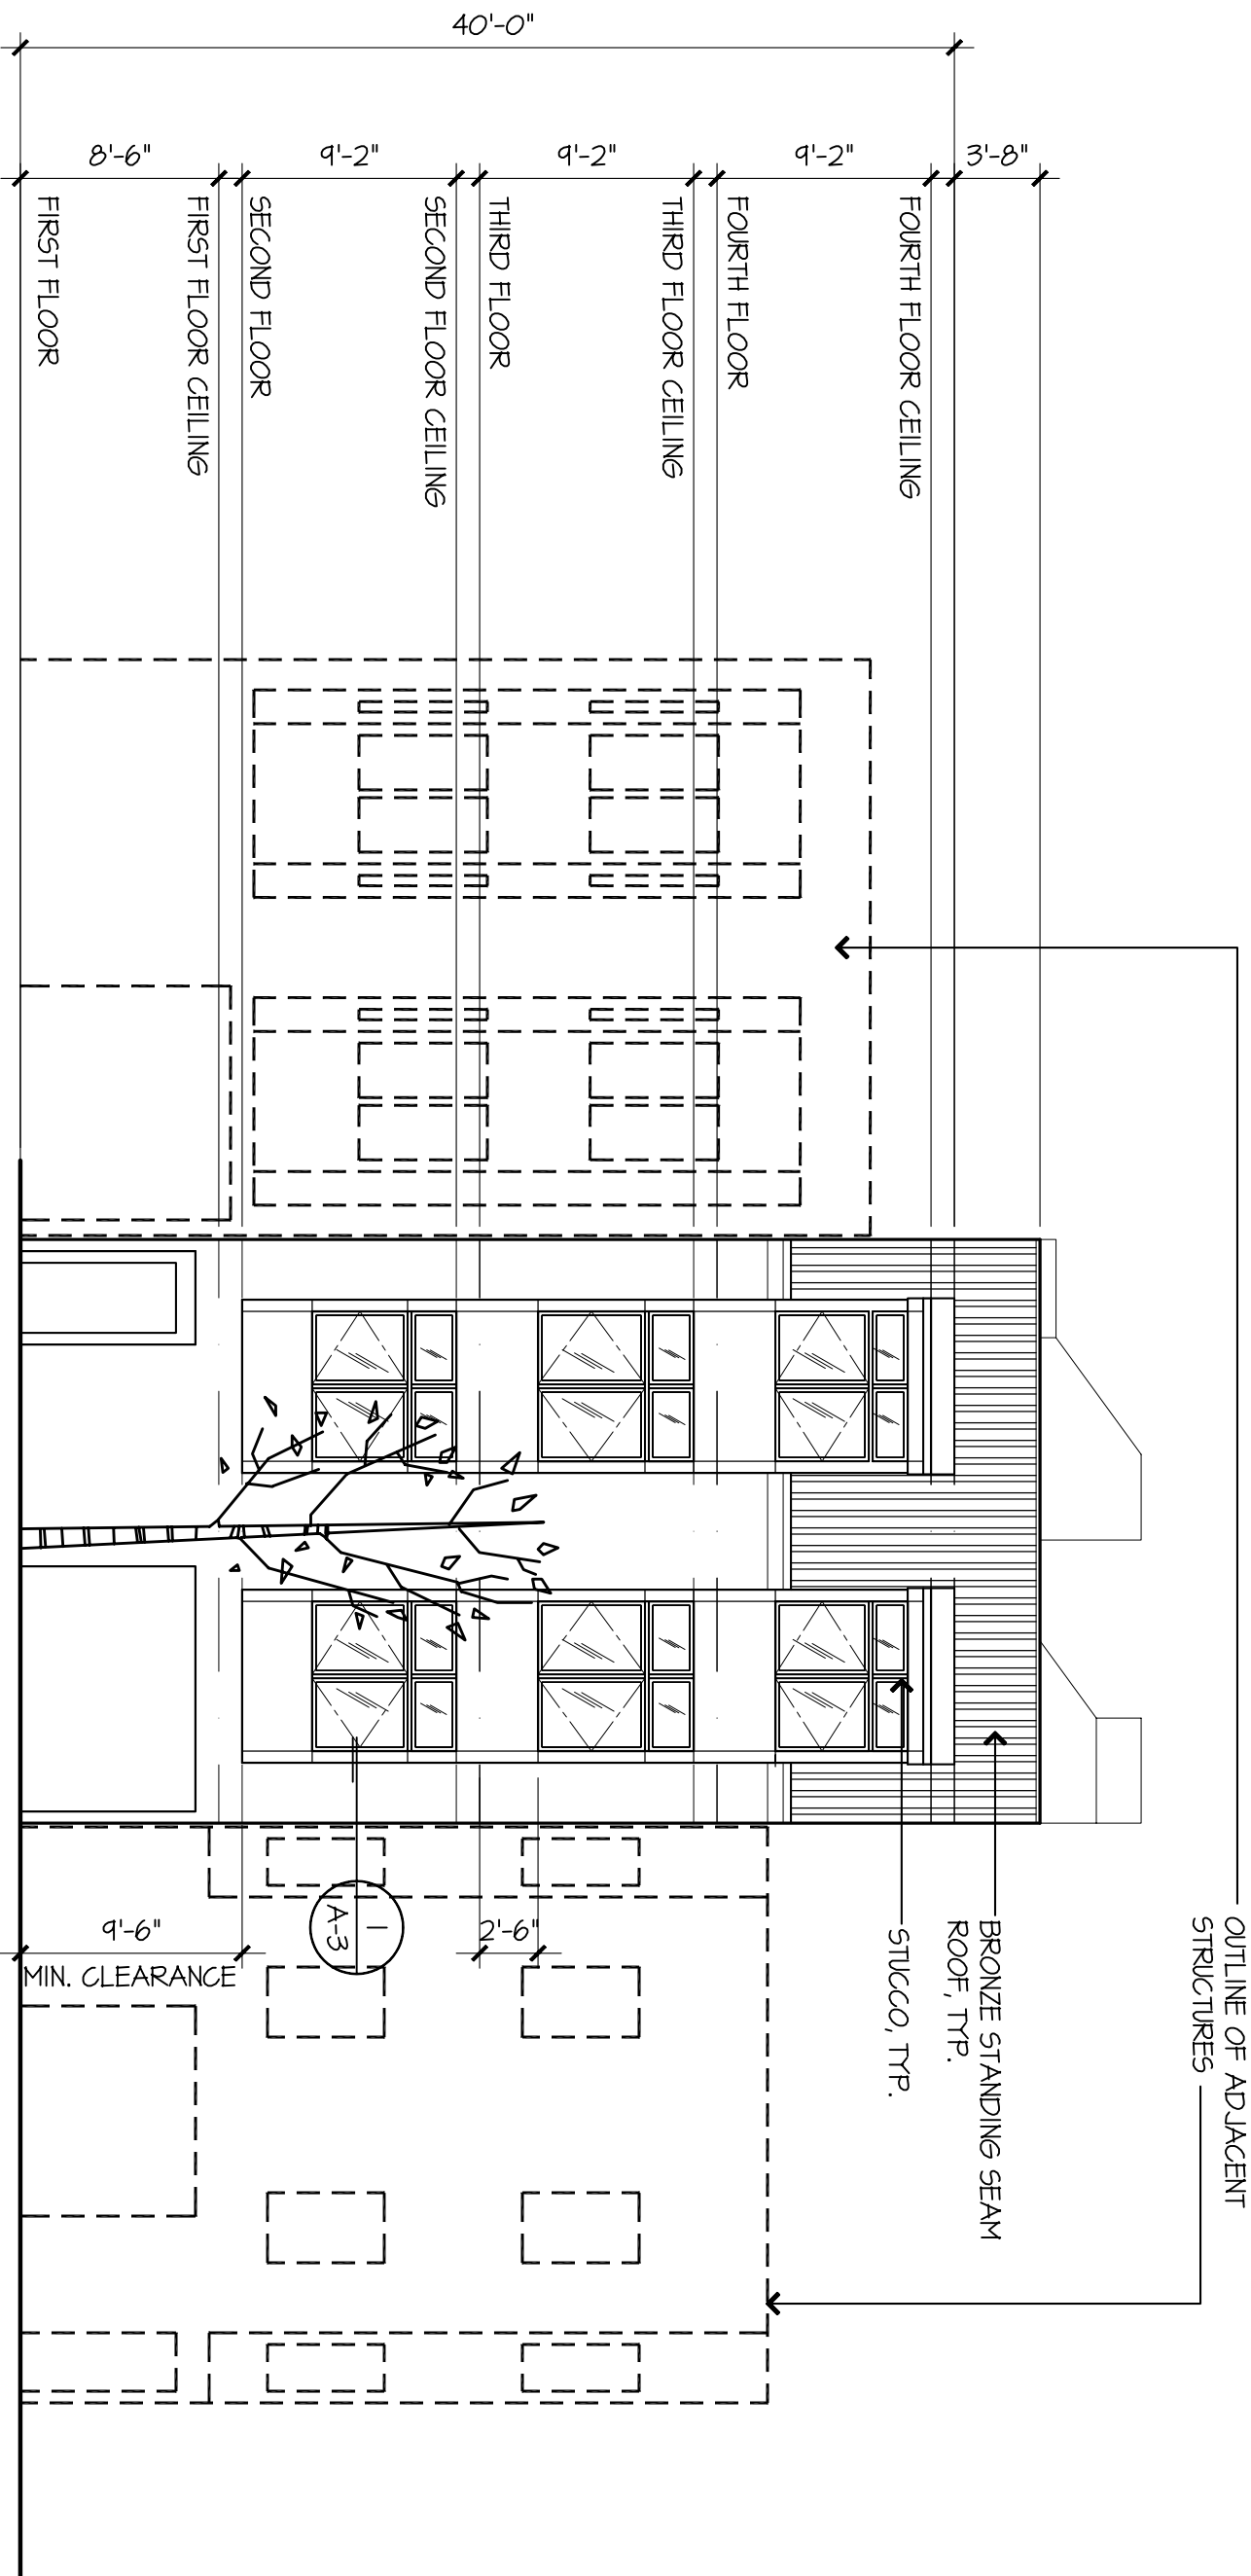 40'-0"
8'-6"
9'-2"
9'-2"
9'-2"
3'-8"
FIRST FLOOR
FIRST FLOOR CEILING
SECOND FLOOR
SECOND FLOOR CEILING
THIRD FLOOR
THIRD FLOOR CEILING
FOURTH FLOOR
FOURTH FLOOR CEILING
OUTLINE OF ADJACENT
STRUCTURES
BRONZE STANDING SEAM
ROOF, TYP.
STUCCO, TYP.
1
A-3
2'-6"
9'-6"
MIN. CLEARANCE